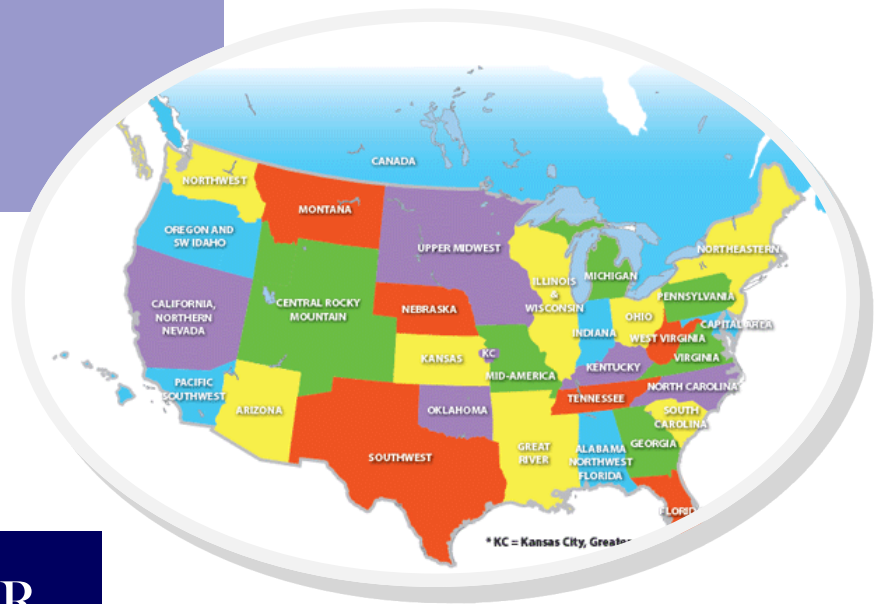 CANADA
NORTHWEST
MONTANA
OREGON AND
SW IDAHO
UPPER MIDWEST
NORTHEASTERN
MICHIGAN
ILLINOIS
&
WISCONSIN
PENNSYLVANIA
CALIFORNIA,
NORTHERN
NEVADA
CENTRAL ROCKY
MOUNTAIN
NEBRASKA
OHIO
CAPITAL AREA
INDIANA
WEST VIRGINIA
KANSAS
KC
VIRGINIA
KENTUCKY
MID-AMERICA
PACIFIC
SOUTHWEST
NORTH CAROLINA
TENNESSEE
ARIZONA
OKLAHOMA
SOUTH
CAROLINA
GREAT
RIVER
ALABAMA
NORTHWEST
FLORIDA
GEORGIA
SOUTHWEST
FLORID
* KC = Kansas City, Greate
R